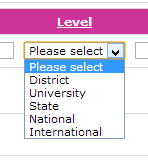 Level
Please select
Please select
District
University
State
National
International